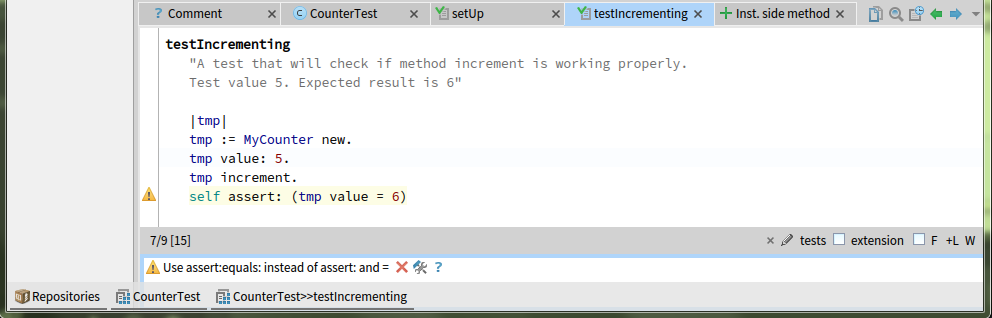 ? Comment × C CounterTest × setUp × testIncrementing × + Inst. side method ×
testIncrementing
"A test that will check if method increment is working properly.
Test value 5. Expected result is 6"
|tmp|
tmp := MyCounter new.
tmp value: 5.
tmp increment.
self assert: (tmp value = 6)
7/9 [15] × tests extension F +L W
Use assert:equals: instead of assert: and = ?
Repositories CounterTest CounterTest>>testIncrementing